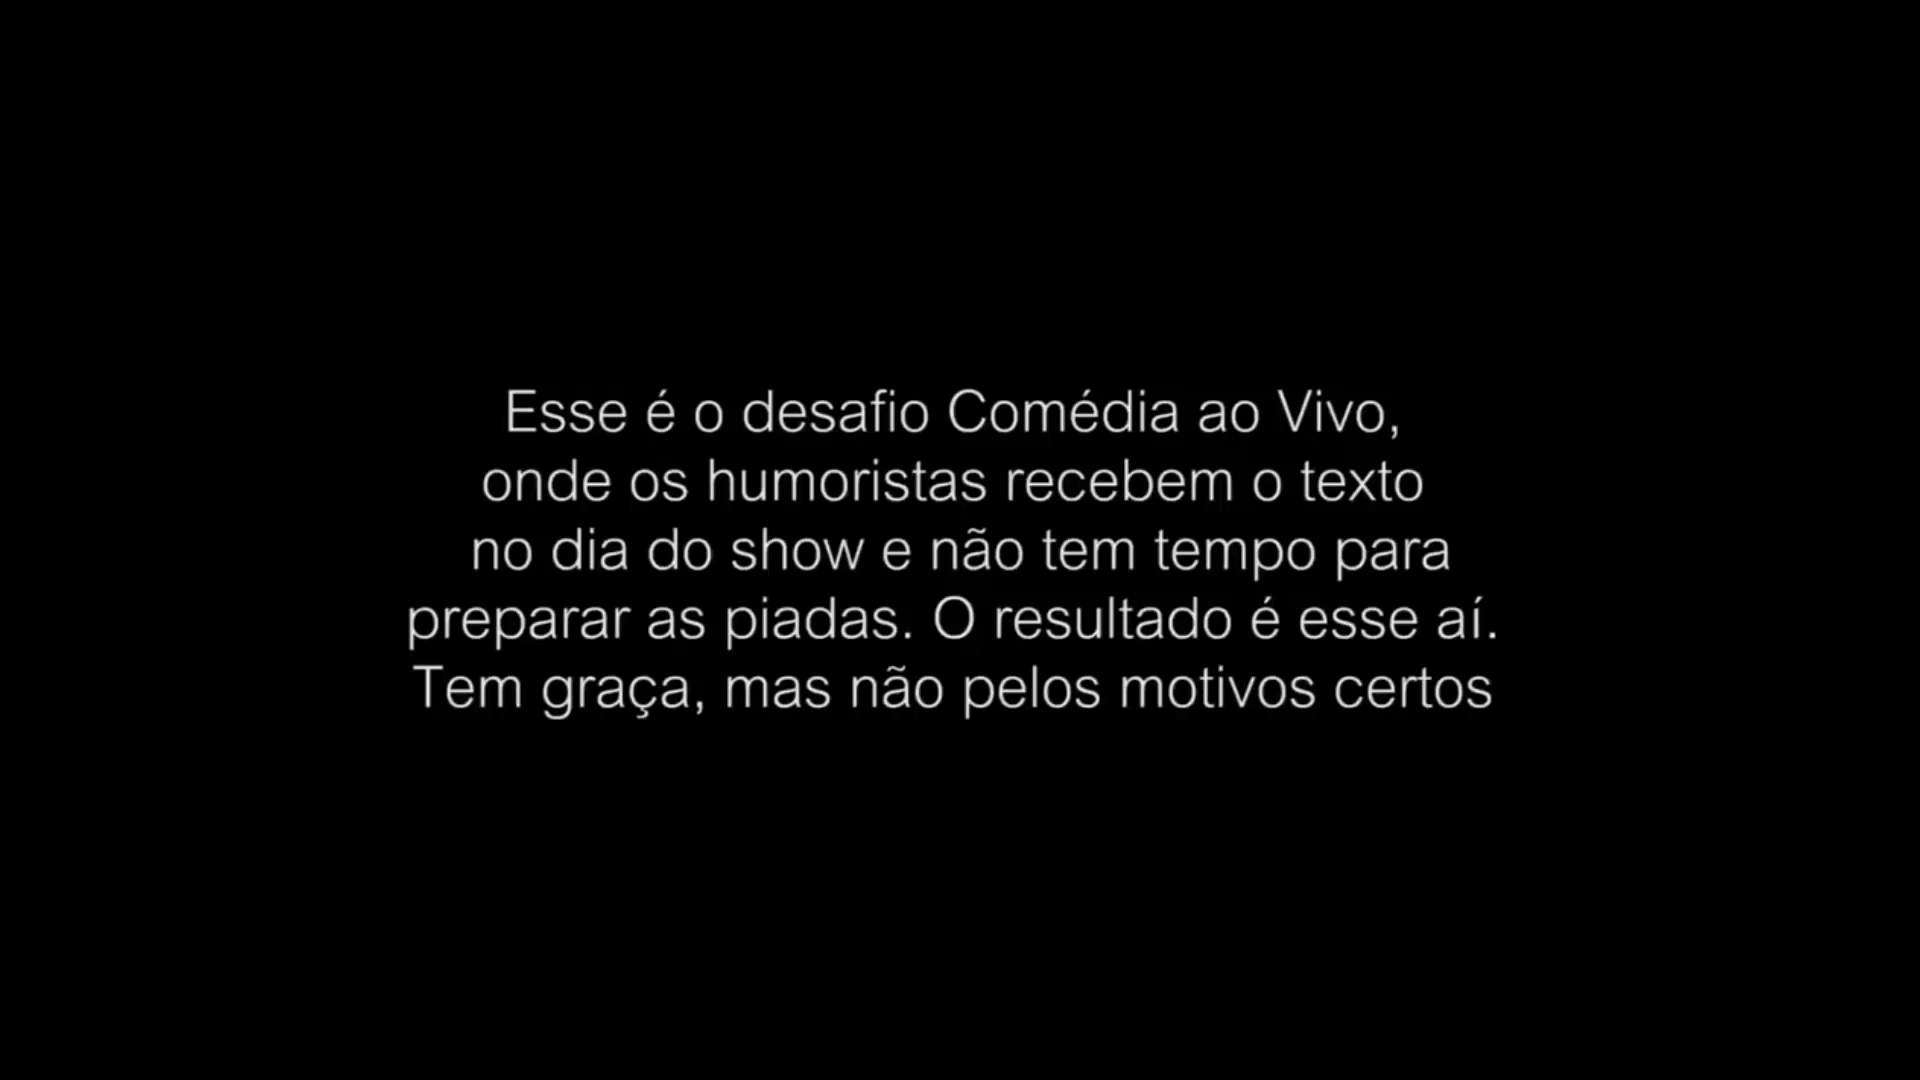 Esse é o desafio Comédia ao Vivo,
onde os humoristas recebem o texto
no dia do show e não tem tempo para
preparar as piadas. O resultado é esse aí.
Tem graça, mas não pelos motivos certos